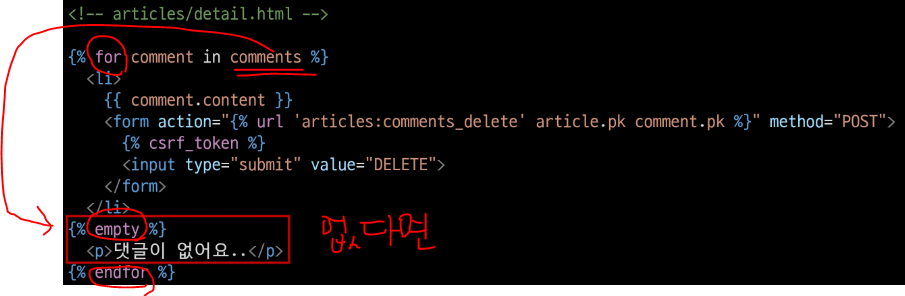 <!-- articles/detail.html -->
{% for comment in comments %}
<li>
{{ comment.content }}
<form action="{% url 'articles:comments_delete' article.pk comment.pk %}" method="POST">
{% csrf_token %}
<input type="submit" value="DELETE">
</form>
</li>
{% empty %}
<p>댓글이 없어요..</p>
없다면
{% endfor %}